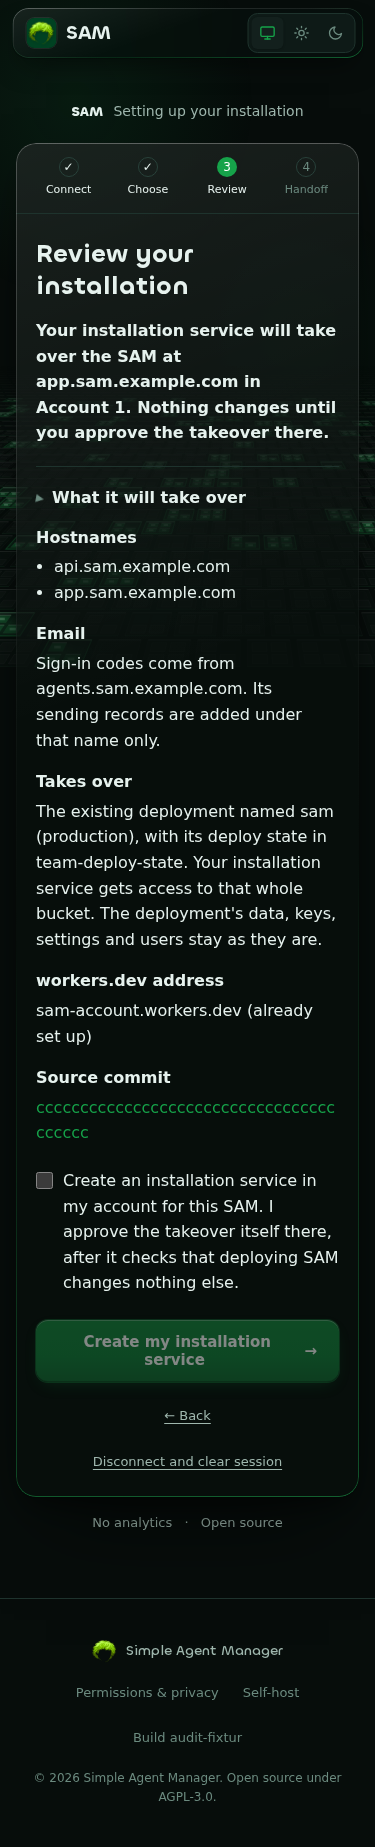 SAM
SAM Setting up your installation
✓ ✓ 3 4
Connect Choose Review Handoff
Review your
installation
Your installation service will take
over the SAM at
app.sam.example.com in
Account 1. Nothing changes until
you approve the takeover there.
What it will take over
Hostnames
• api.sam.example.com
• app.sam.example.com
Email
Sign-in codes come from
agents.sam.example.com. Its
sending records are added under
that name only.
Takes over
The existing deployment named sam
(production), with its deploy state in
team-deploy-state. Your installation
service gets access to that whole
bucket. The deployment's data, keys,
settings and users stay as they are.
workers.dev address
sam-account.workers.dev (already
set up)
Source commit
cccccccccccccccccccccccccccccccccc
cccccc
Create an installation service in
my account for this SAM. I
approve the takeover itself there,
after it checks that deploying SAM
changes nothing else.
Create my installation
service →
← Back
Disconnect and clear session
No analytics · Open source
Simple Agent Manager
Permissions & privacy Self-host
Build audit-fixtur
© 2026 Simple Agent Manager. Open source under
AGPL-3.0.